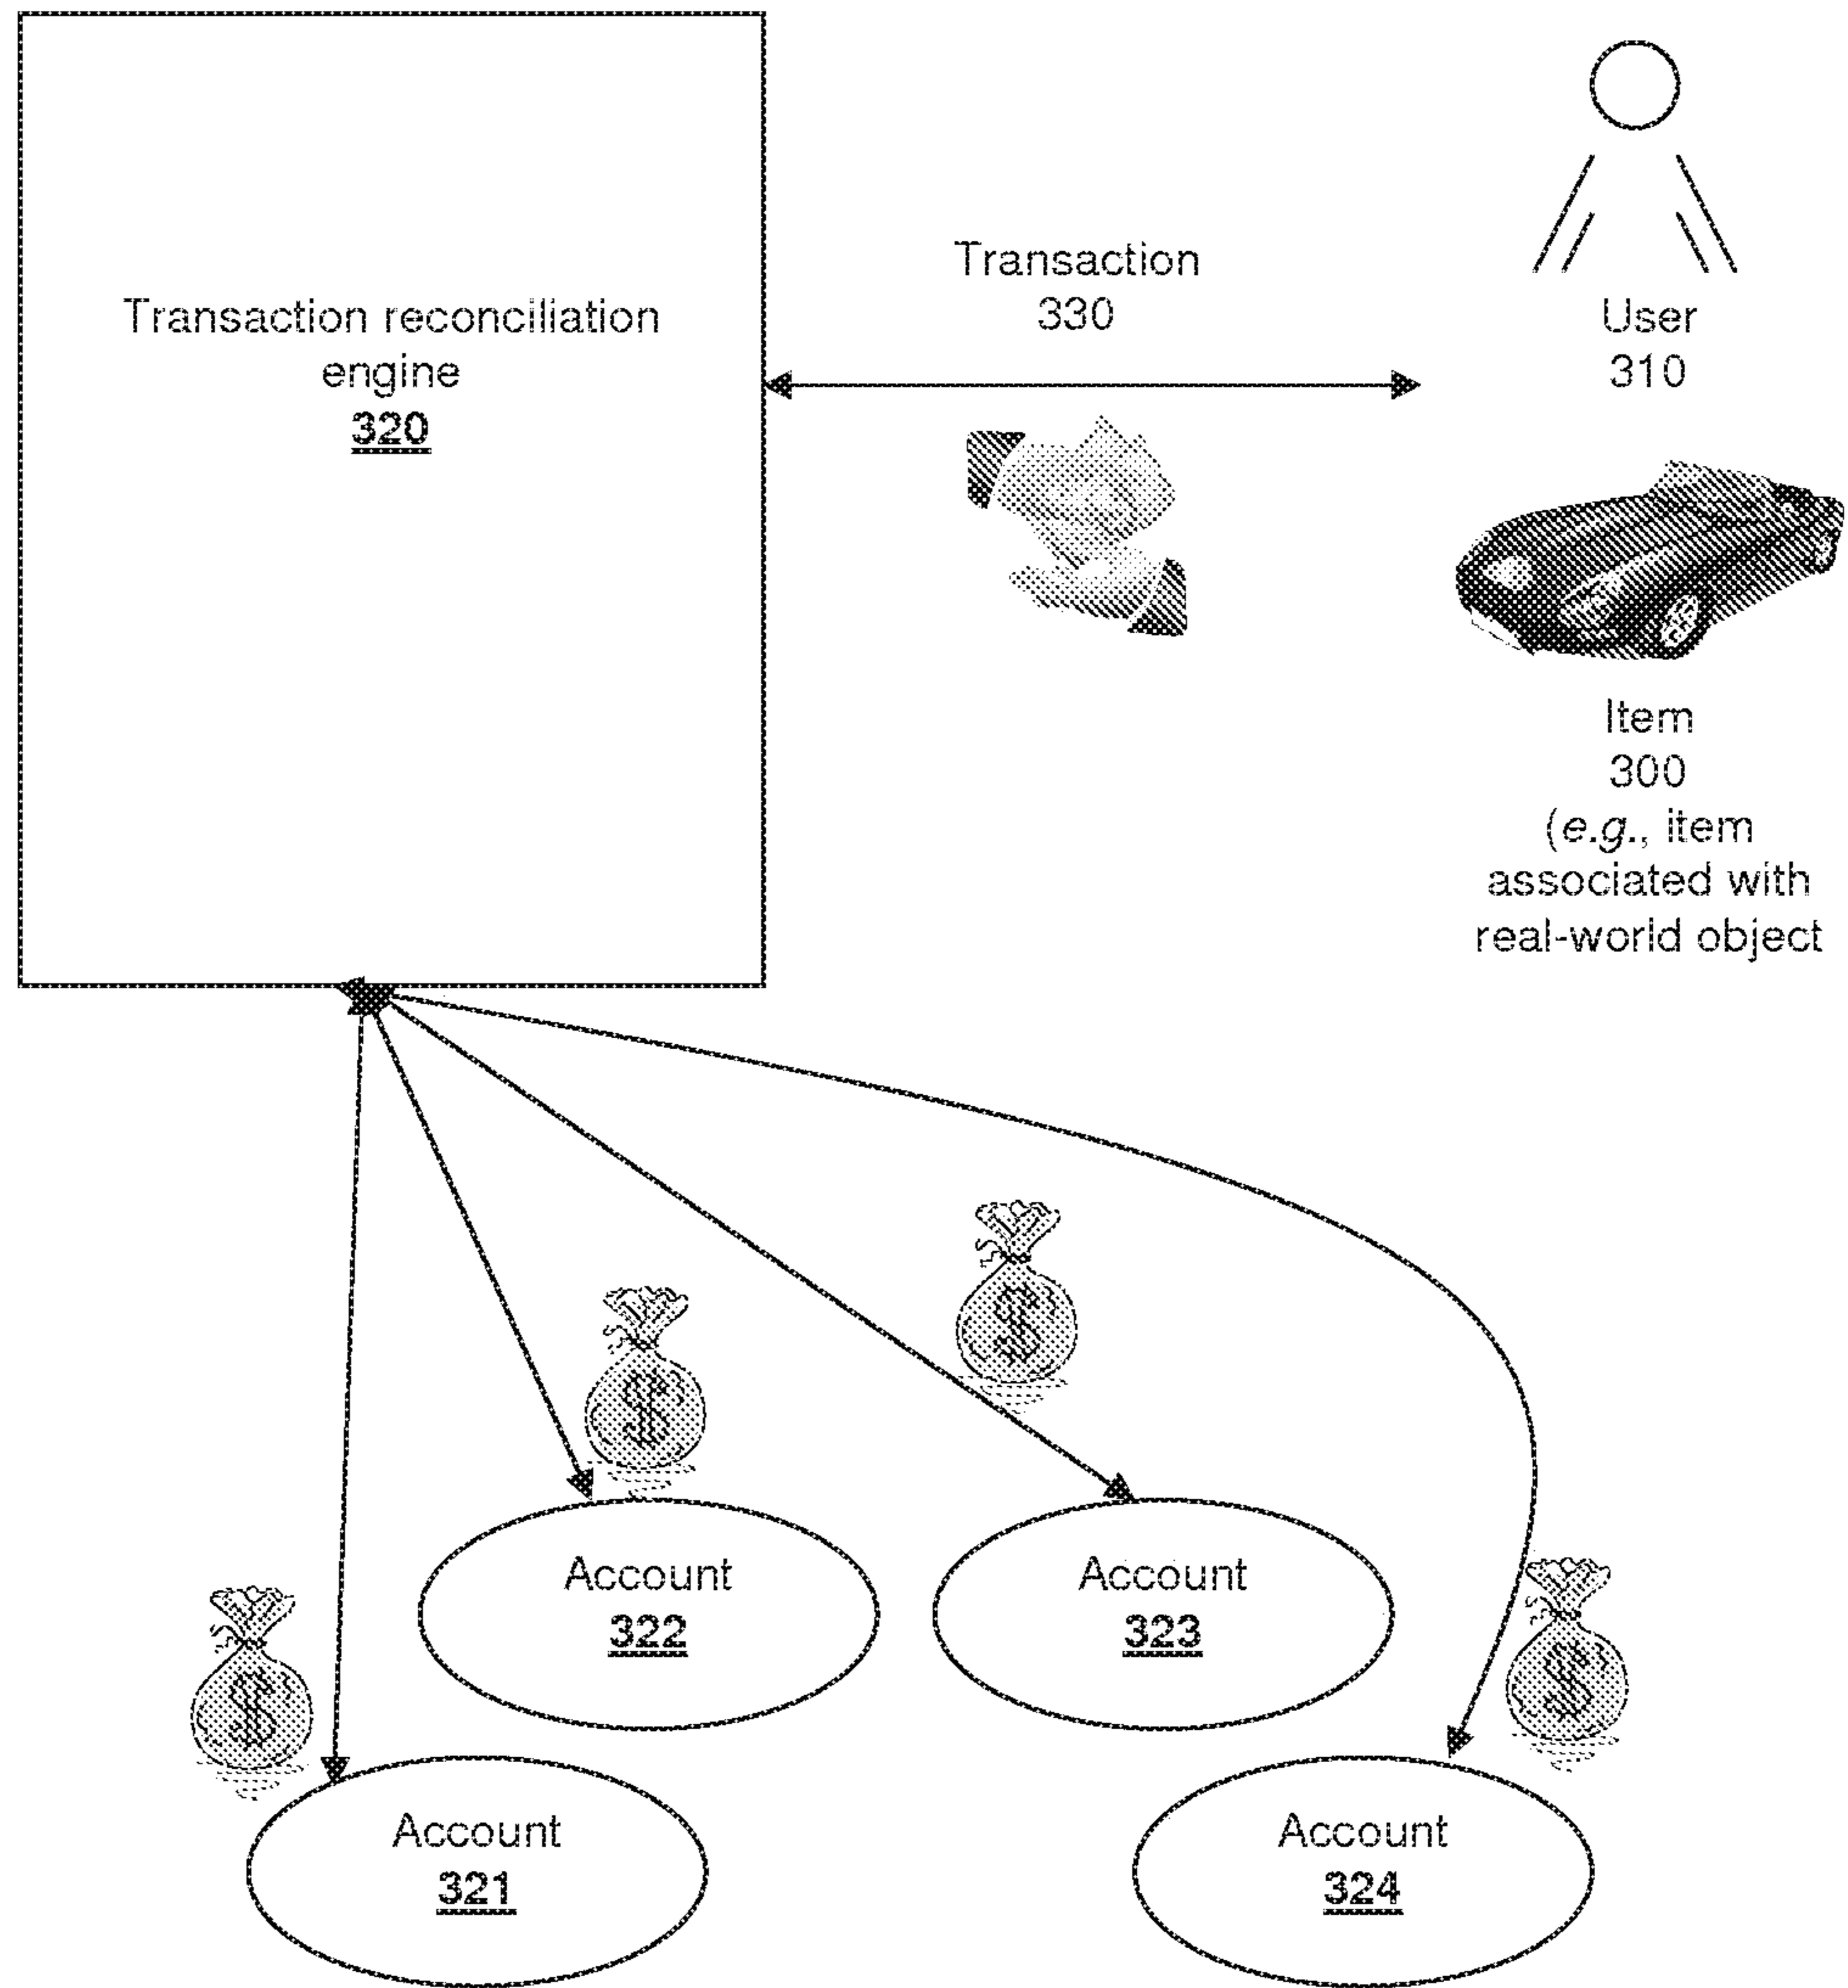 Transaction reconciliation
engine
320
Transaction
330
User
310
Item
300
(e.g., item
associated with
real-world object
$
$
$
$
Account
322
Account
323
Account
321
Account
324